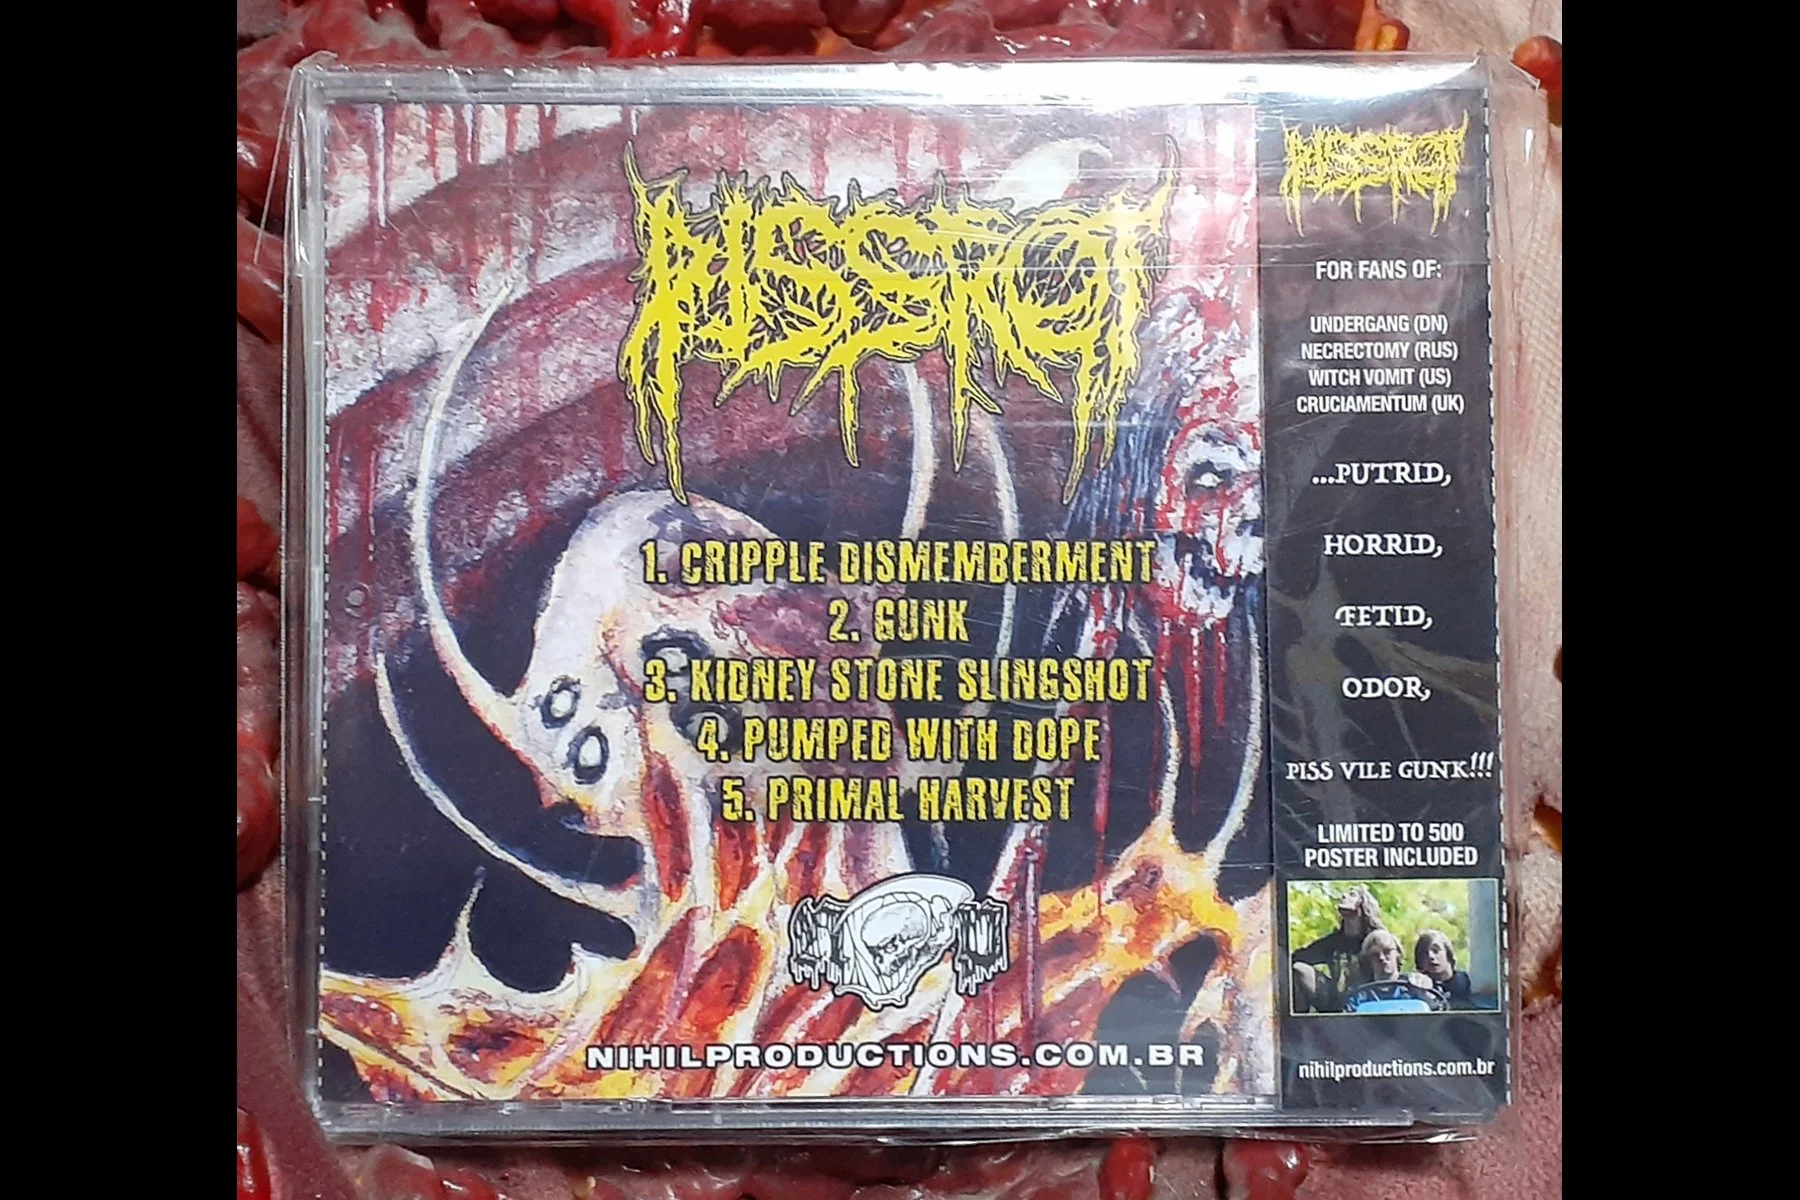 PISSROT
1. CRIPPLE DISMEMBERMENT
2. GUNK
3. KIDNEY STONE SLINGSHOT
4. PUMPED WITH DOPE
5. PRIMAL HARVEST
NIHILPRODUCTIONS.COM.BR
PISSROT
FOR FANS OF:
UNDERGANG (DN)
NECRECTOMY (RUS)
WITCH VOMIT (US)
CRUCIAMENTUM (UK)
...PUTRID,
HORRID,
FETID,
ODOR,
PISS VILE GUNK!!!
LIMITED TO 500
POSTER INCLUDED
nihilproductions.com.br